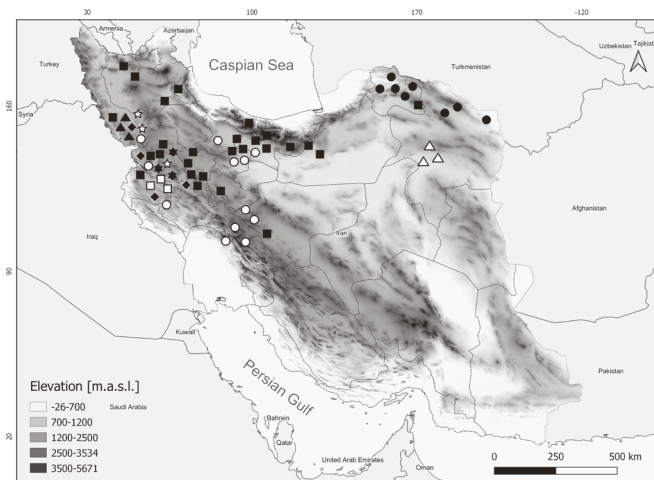 30 100 170 -120
Armenia
Azerbaijan
Uzbekistan
Tajikist
Turkey
Caspian Sea
Turkmenistan
160
Syria
Afghanistan
Iraq
Iran
90
Kuwait
Persian Gulf
Pakistan
Elevation [m.a.s.l.]
-26-700
Saudi Arabia
700-1200
Bahrain
1200-2500
20
Qatar
2500-3534
United Arab Emirates
3500-5671
Oman
0 250 500 km